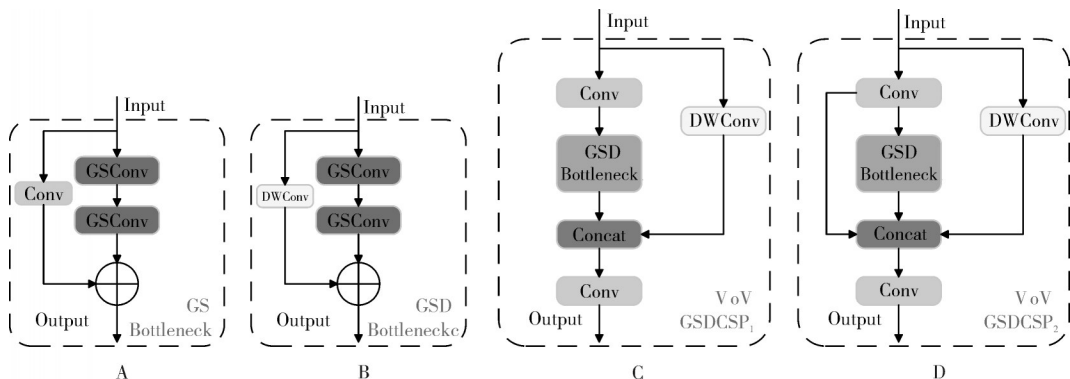 Input
Conv
GSConv
GSConv
Output
GS
Bottleneck
A
Input
DWConv
GSConv
GSConv
Output
GSD
Bottleneckc
B
Input
Conv
DWConv
GSD
Bottleneck
Concat
Conv
Output
VoV
GSDCSP₁
C
Input
Conv
DWConv
GSD
Bottleneck
Concat
Conv
Output
VoV
GSDCSP₂
D